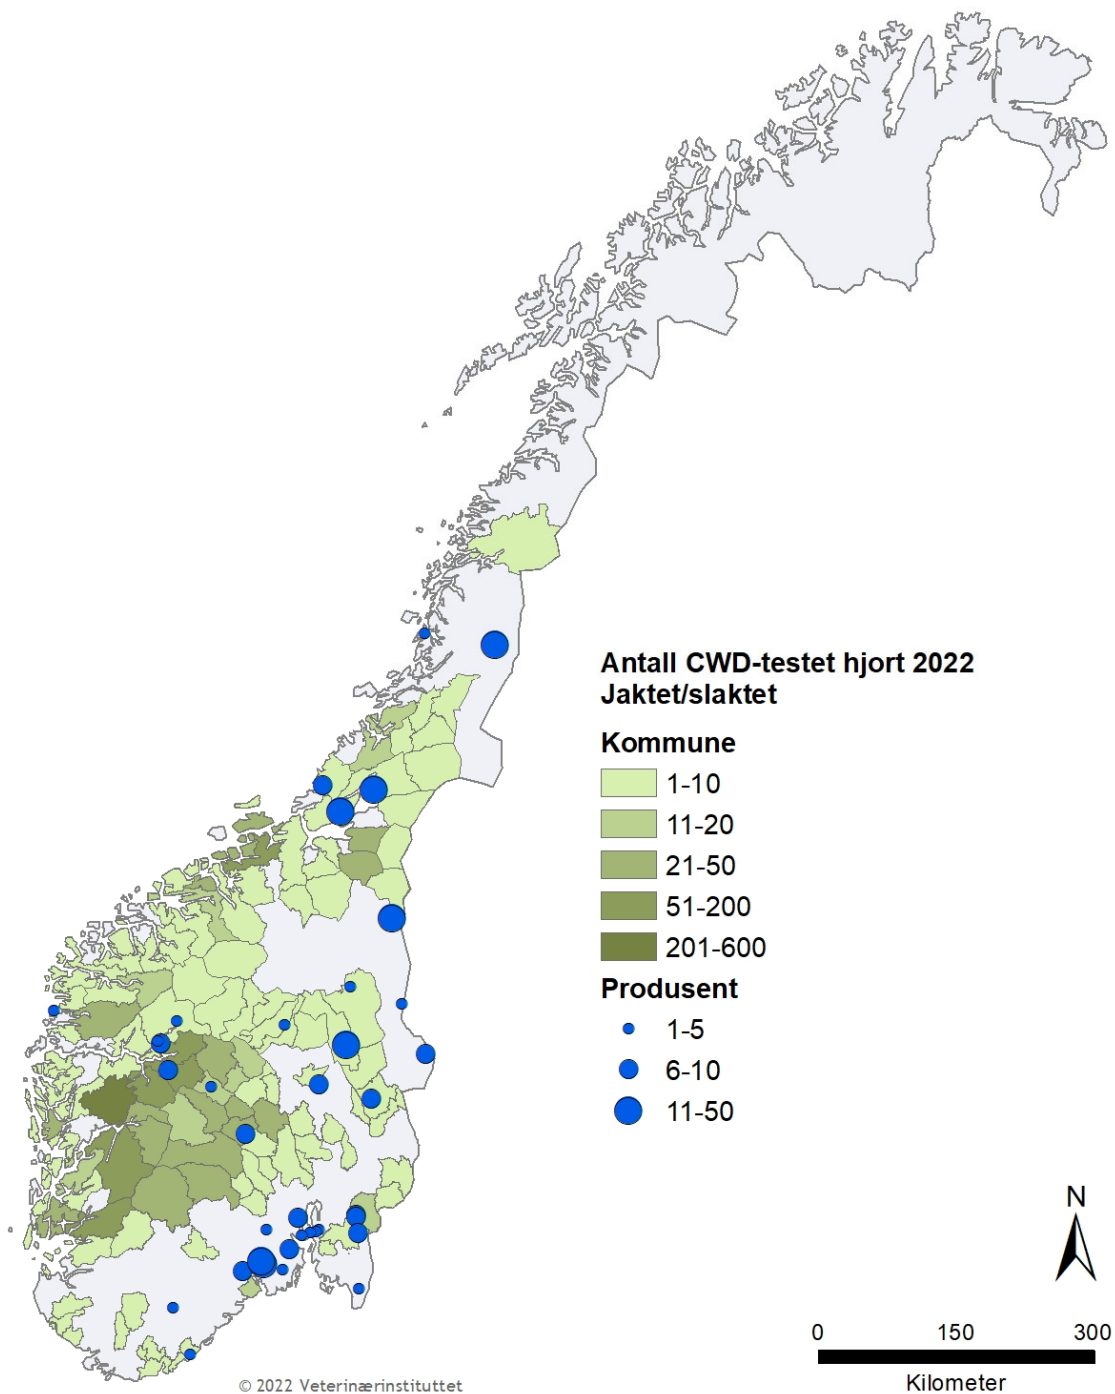 Antall CWD-testet hjort 2022
Jaktet/slaktet
Kommune
1-10
11-20
21-50
51-200
201-600
Produsent
1-5
6-10
11-50
N
0 150 300
Kilometer
© 2022 Veterinærinstituttet